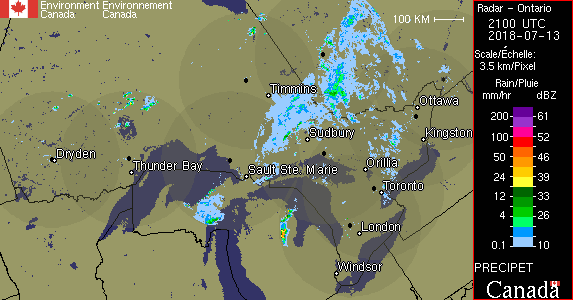 Environment Environnement
Canada Canada
100 KM
Timmins
Ottawa
Sudbury
Kingston
Dryden
Thunder Bay
Sault Ste. Marie
Orillia
Toronto
London
Windsor
Radar - Ontario
2100 UTC
2018-07-13
Scale/Échelle:
3.5 km/Pixel
Rain/Pluie
mm/hr dBZ
200 61
100 52
50 46
24 39
12 33
4 26
1 16
0.1 10
PRECIPET
Canada